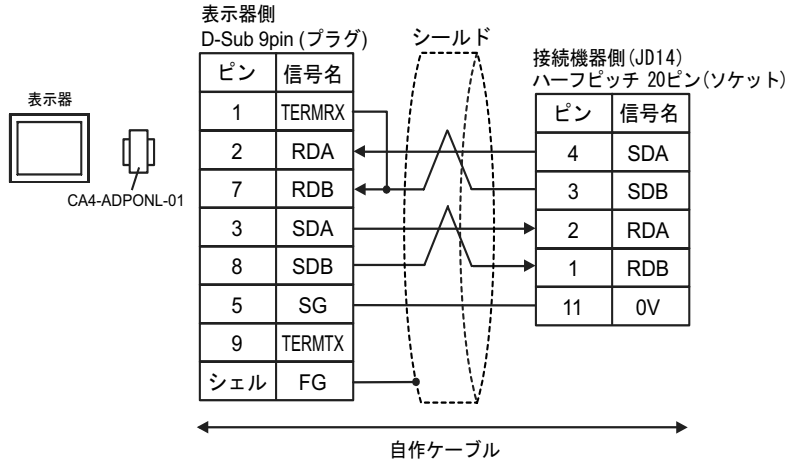 表示器側
D-Sub 9pin (プラグ)
シールド
接続機器側(JD14)
ハーフピッチ 20ピン(ソケット)
表示器
CA4-ADPONL-01
ピン 信号名
1 TERMRX
2 RDA
7 RDB
3 SDA
8 SDB
5 SG
9 TERMTX
シェル FG
ピン 信号名
4 SDA
3 SDB
2 RDA
1 RDB
11 0V
自作ケーブル